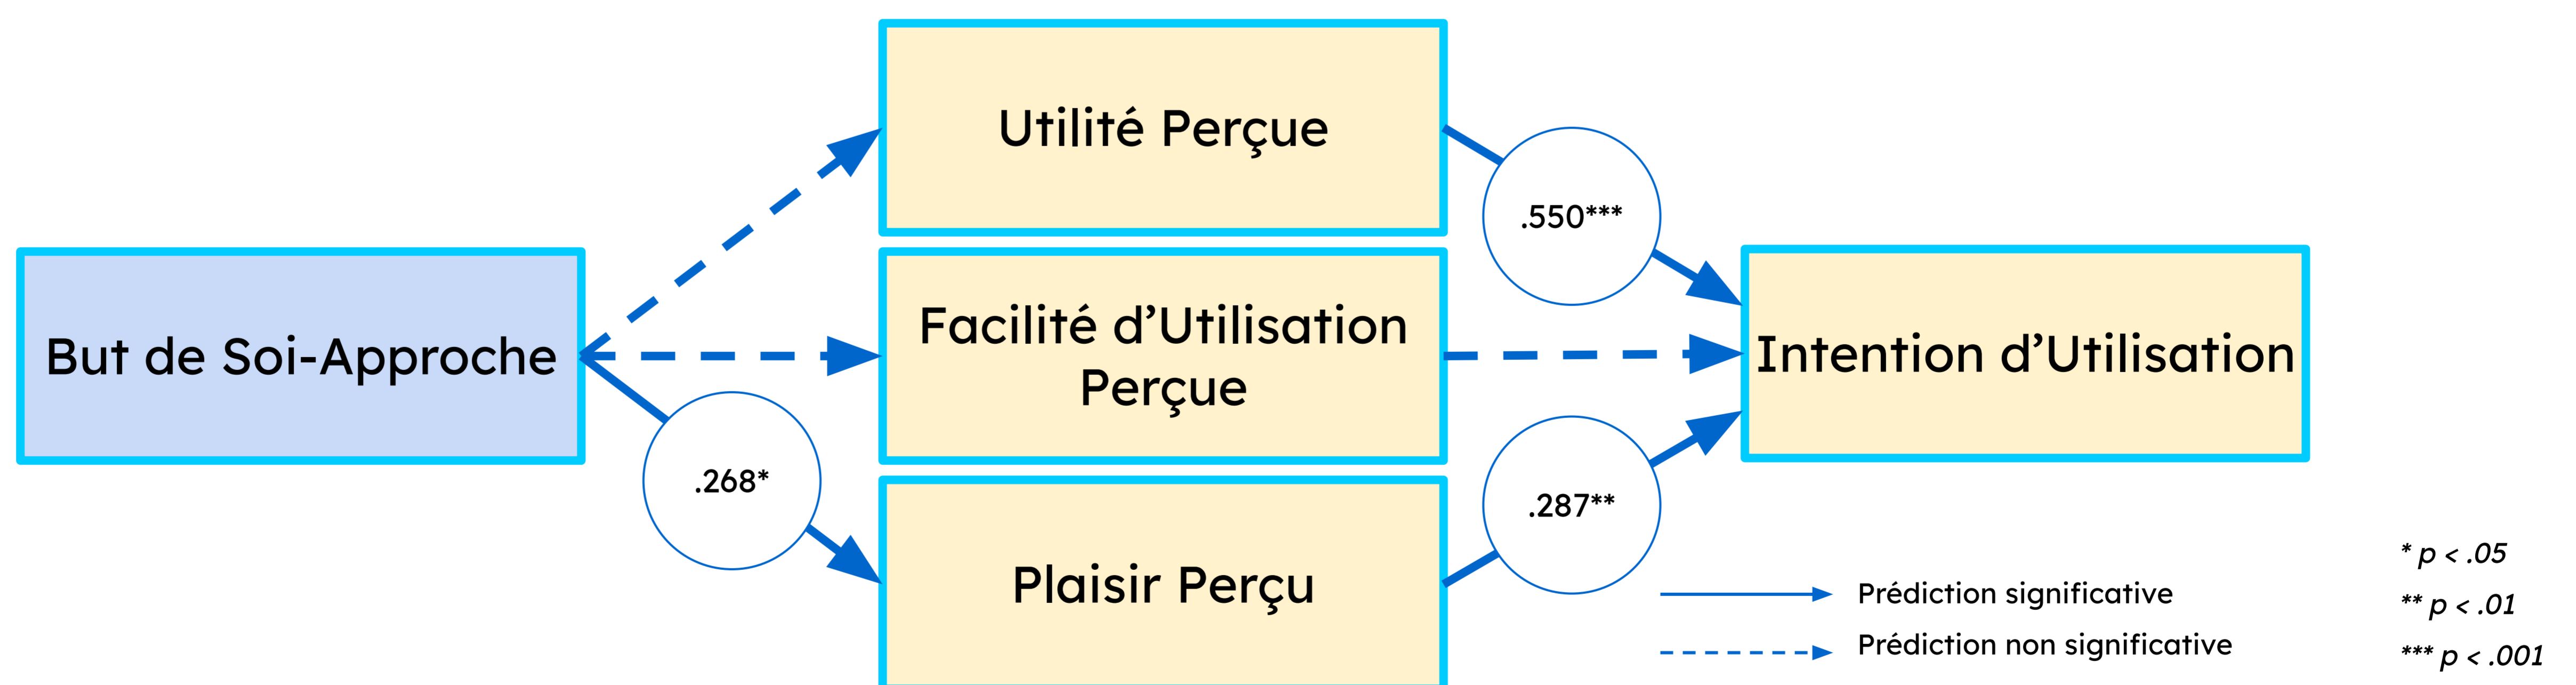 Utilité Perçue
.550***
But de Soi-Approche
Facilité d’Utilisation
Perçue
Intention d’Utilisation
.268*
.287**
Plaisir Perçu
Prédiction significative
Prédiction non significative
* p < .05
** p < .01
*** p < .001